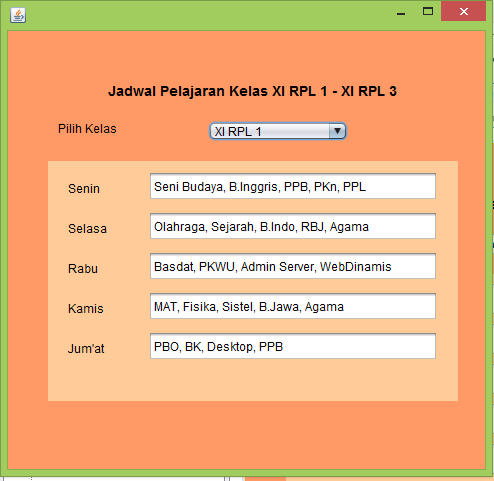 Jadwal Pelajaran Kelas XI RPL 1 - XI RPL 3
Pilih Kelas XI RPL 1
Senin Seni Budaya, B.Inggris, PPB, PKn, PPL
Selasa Olahraga, Sejarah, B.Indo, RBJ, Agama
Rabu Basdat, PKWU, Admin Server, WebDinamis
Kamis MAT, Fisika, Sistel, B.Jawa, Agama
Jum'at PBO, BK, Desktop, PPB